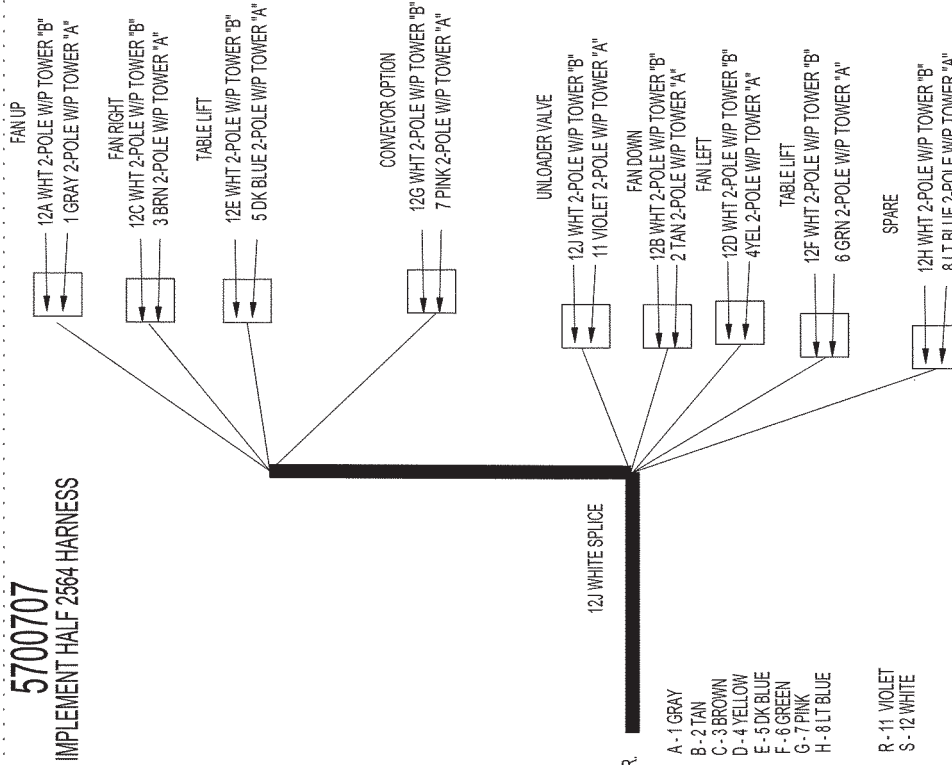 5700707
IMPLEMENT HALF 2564 HARNESS
FAN UP
12A WHT 2-POLE W/P TOWER "B"
1 GRAY 2-POLE W/P TOWER "A"
FAN RIGHT
12C WHT 2-POLE W/P TOWER "B"
3 BRN 2-POLE W/P TOWER "A"
TABLE LIFT
12E WHT 2-POLE W/P TOWER "B"
5 DK BLUE 2-POLE W/P TOWER "A"
CONVEYOR OPTION
12G WHT 2-POLE W/P TOWER "B"
7 PINK 2-POLE W/P TOWER "A"
UNLOADER VALVE
12J WHT 2-POLE W/P TOWER "B"
11 VIOLET 2-POLE W/P TOWER "A"
FAN DOWN
12B WHT 2-POLE W/P TOWER "B"
2 TAN 2-POLE W/P TOWER "A"
FAN LEFT
12D WHT 2-POLE W/P TOWER "B"
4YEL 2-POLE W/P TOWER "A"
TABLE LIFT
12F WHT 2-POLE W/P TOWER "B"
6 GRN 2-POLE W/P TOWER "A"
SPARE
12H WHT 2-POLE W/P TOWER "B"
8 LT BLUE 2-POLE W/P TOWER "A"
12J WHITE SPLICE
R.
A - 1 GRAY
B - 2 TAN
C - 3 BROWN
D - 4 YELLOW
E - 5 DK BLUE
F - 6 GREEN
G - 7 PINK
H - 8 LT BLUE
R - 11 VIOLET
S - 12 WHITE